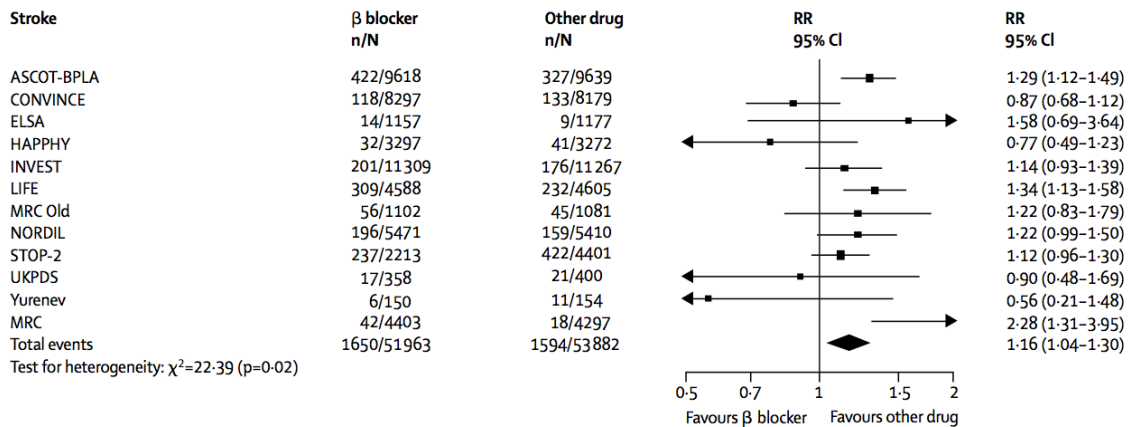 Stroke β blocker Other drug RR RR
n/N n/N 95% Cl 95% Cl
ASCOT-BPLA 422/9618 327/9639 1·29 (1·12–1·49)
CONVINCE 118/8297 133/8179 0·87 (0·68–1·12)
ELSA 14/1157 9/1177 1·58 (0·69–3·64)
HAPPHY 32/3297 41/3272 0·77 (0·49–1·23)
INVEST 201/11309 176/11267 1·14 (0·93–1·39)
LIFE 309/4588 232/4605 1·34 (1·13–1·58)
MRC Old 56/1102 45/1081 1·22 (0·83–1·79)
NORDIL 196/5471 159/5410 1·22 (0·99–1·50)
STOP-2 237/2213 422/4401 1·12 (0·96–1·30)
UKPDS 17/358 21/400 0·90 (0·48–1·69)
Yurenev 6/150 11/154 0·56 (0·21–1·48)
MRC 42/4403 18/4297 2·28 (1·31–3·95)
Total events 1650/51963 1594/53882 1·16 (1·04–1·30)
Test for heterogeneity: χ²=22·39 (p=0·02)
0·5 0·7 1 1·5 2
Favours β blocker Favours other drug